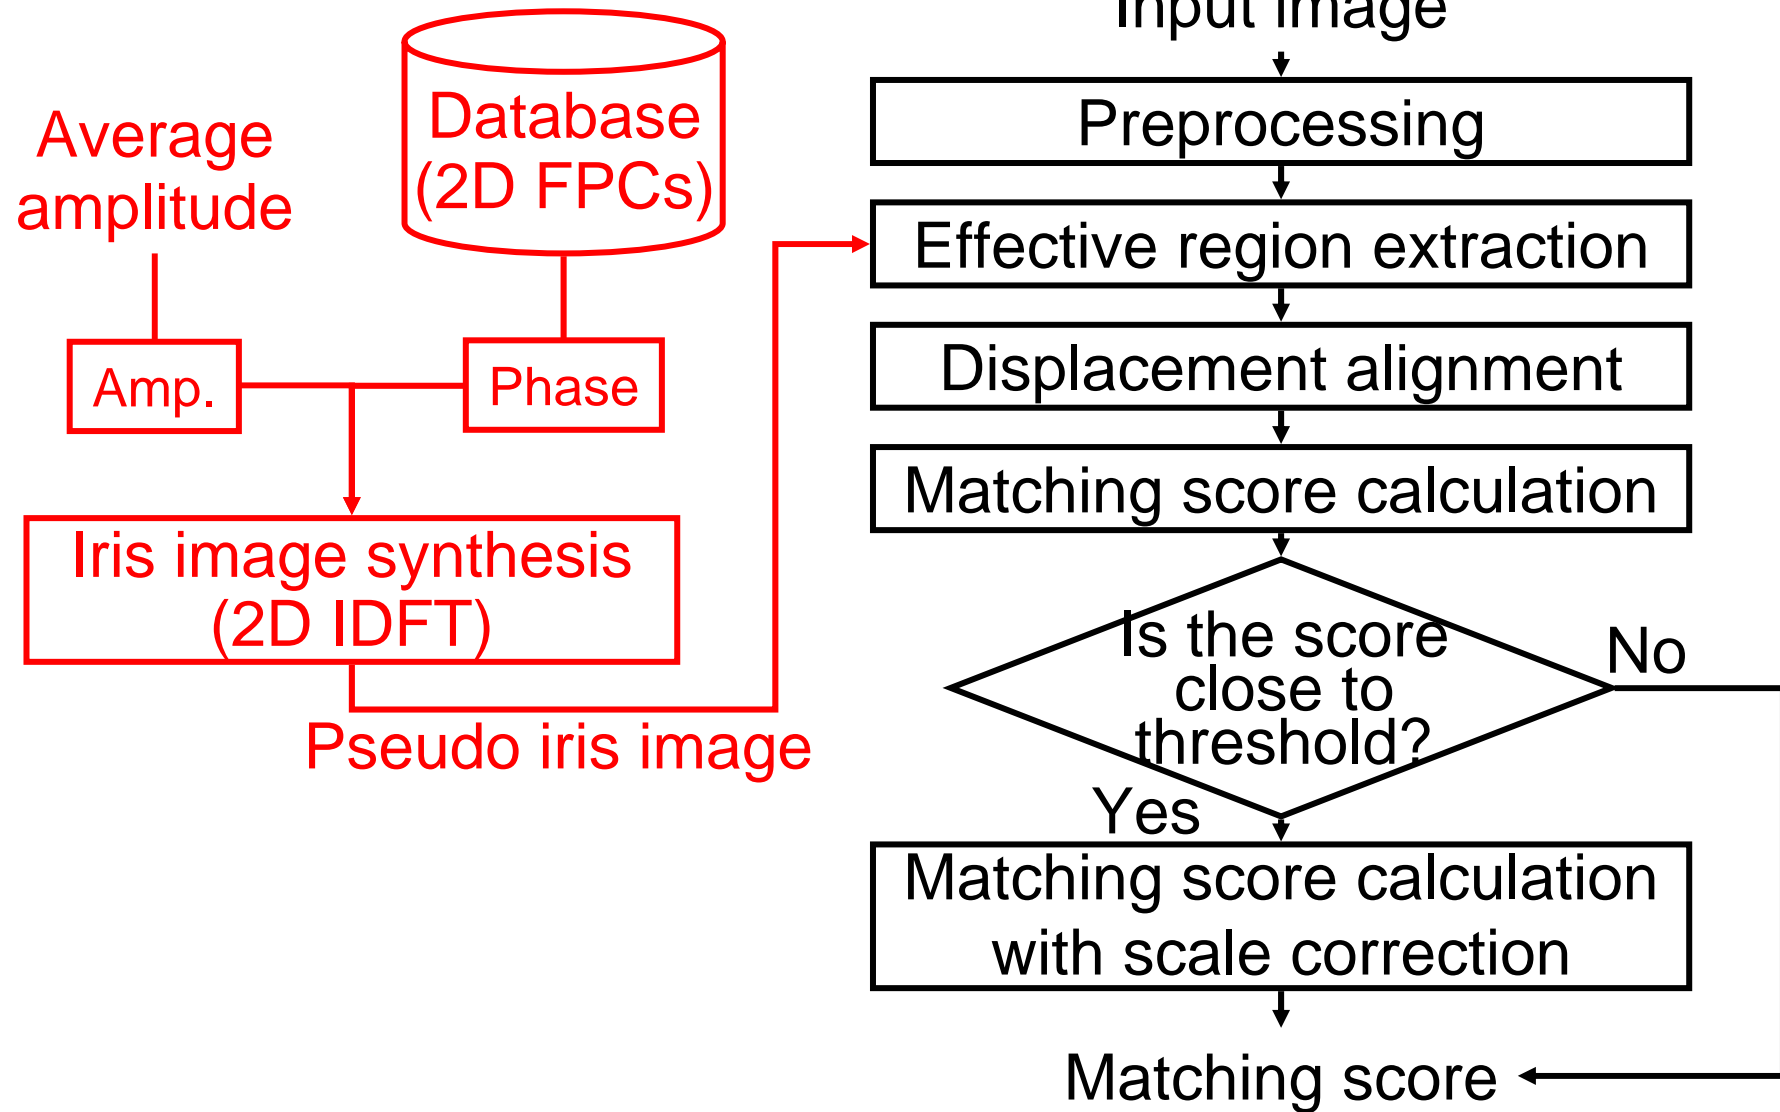 Average
amplitude
Database
(2D FPCs)
Amp.
Phase
Iris image synthesis
(2D IDFT)
Pseudo iris image
Input image
Preprocessing
Effective region extraction
Displacement alignment
Matching score calculation
Is the score
close to
threshold?
No
Yes
Matching score calculation
with scale correction
Matching score